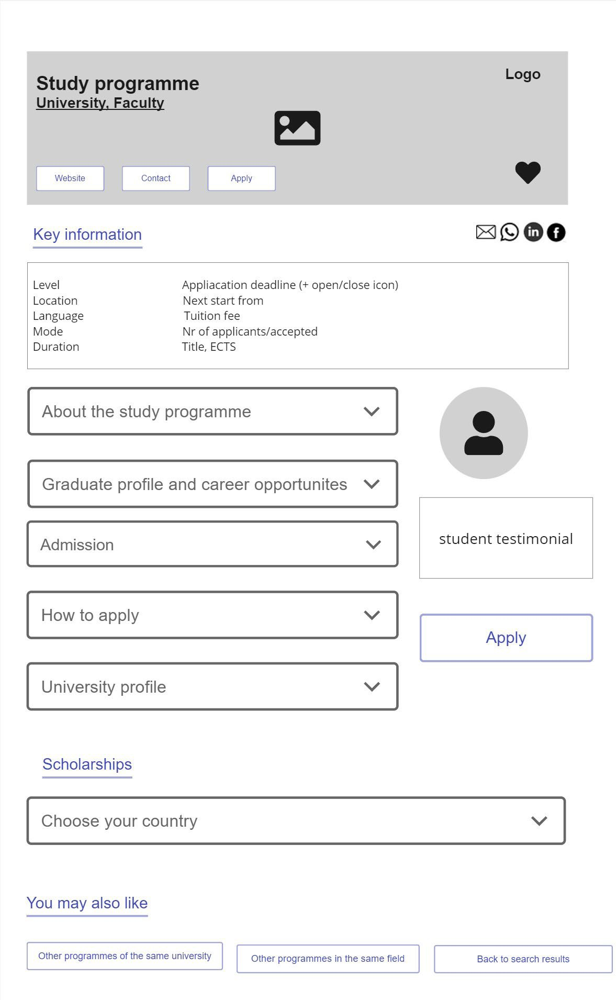 Study programme
University, Faculty
Logo
Website
Contact
Apply
Key information
in
f
Level
Location
Language
Mode
Duration
Appliacation deadline (+ open/close icon)
Next start from
Tuition fee
Nr of applicants/accepted
Title, ECTS
About the study programme
Graduate profile and career opportunites
Admission
How to apply
University profile
student testimonial
Apply
Scholarships
Choose your country
You may also like
Other programmes of the same university
Other programmes in the same field
Back to search results